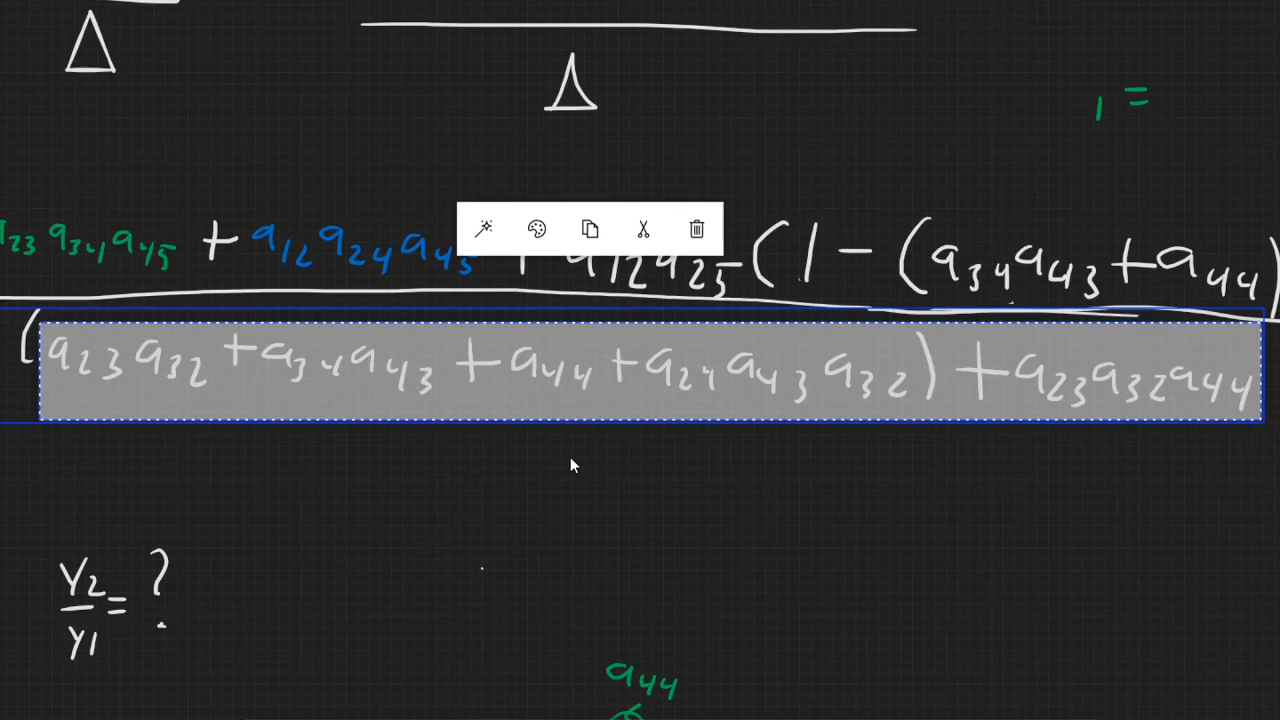 Δ
Δ
1 =
a23 a34 a45 + a12 a24 a45 + a12 a25 (1 - (a34 a43 + a44)
(a23 a32 + a34 a43 + a44 + a24 a43 a32) + a23 a32 a44
y2/y1 = ?
a44